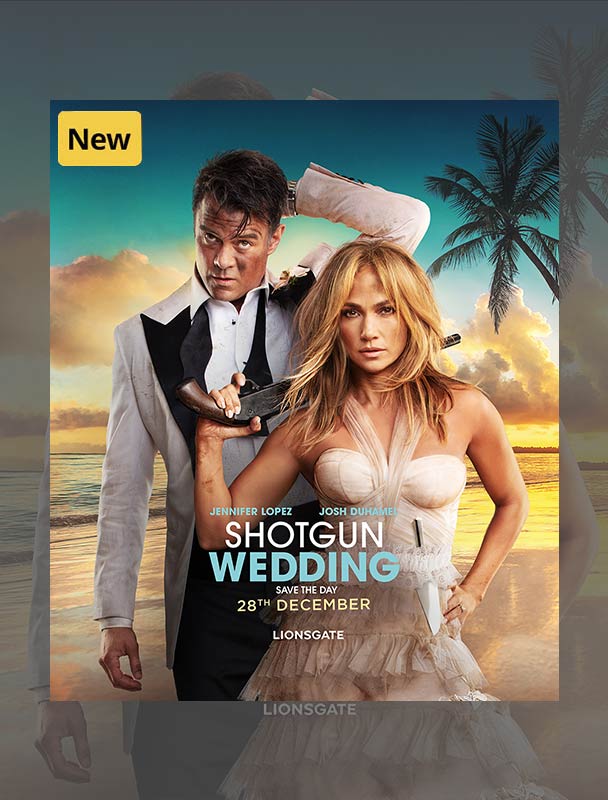 New
JENNIFER LOPEZ JOSH DUHAMEL
SHOTGUN
WEDDING
SAVE THE DAY
28TH DECEMBER
LIONSGATE
LIONSGATE